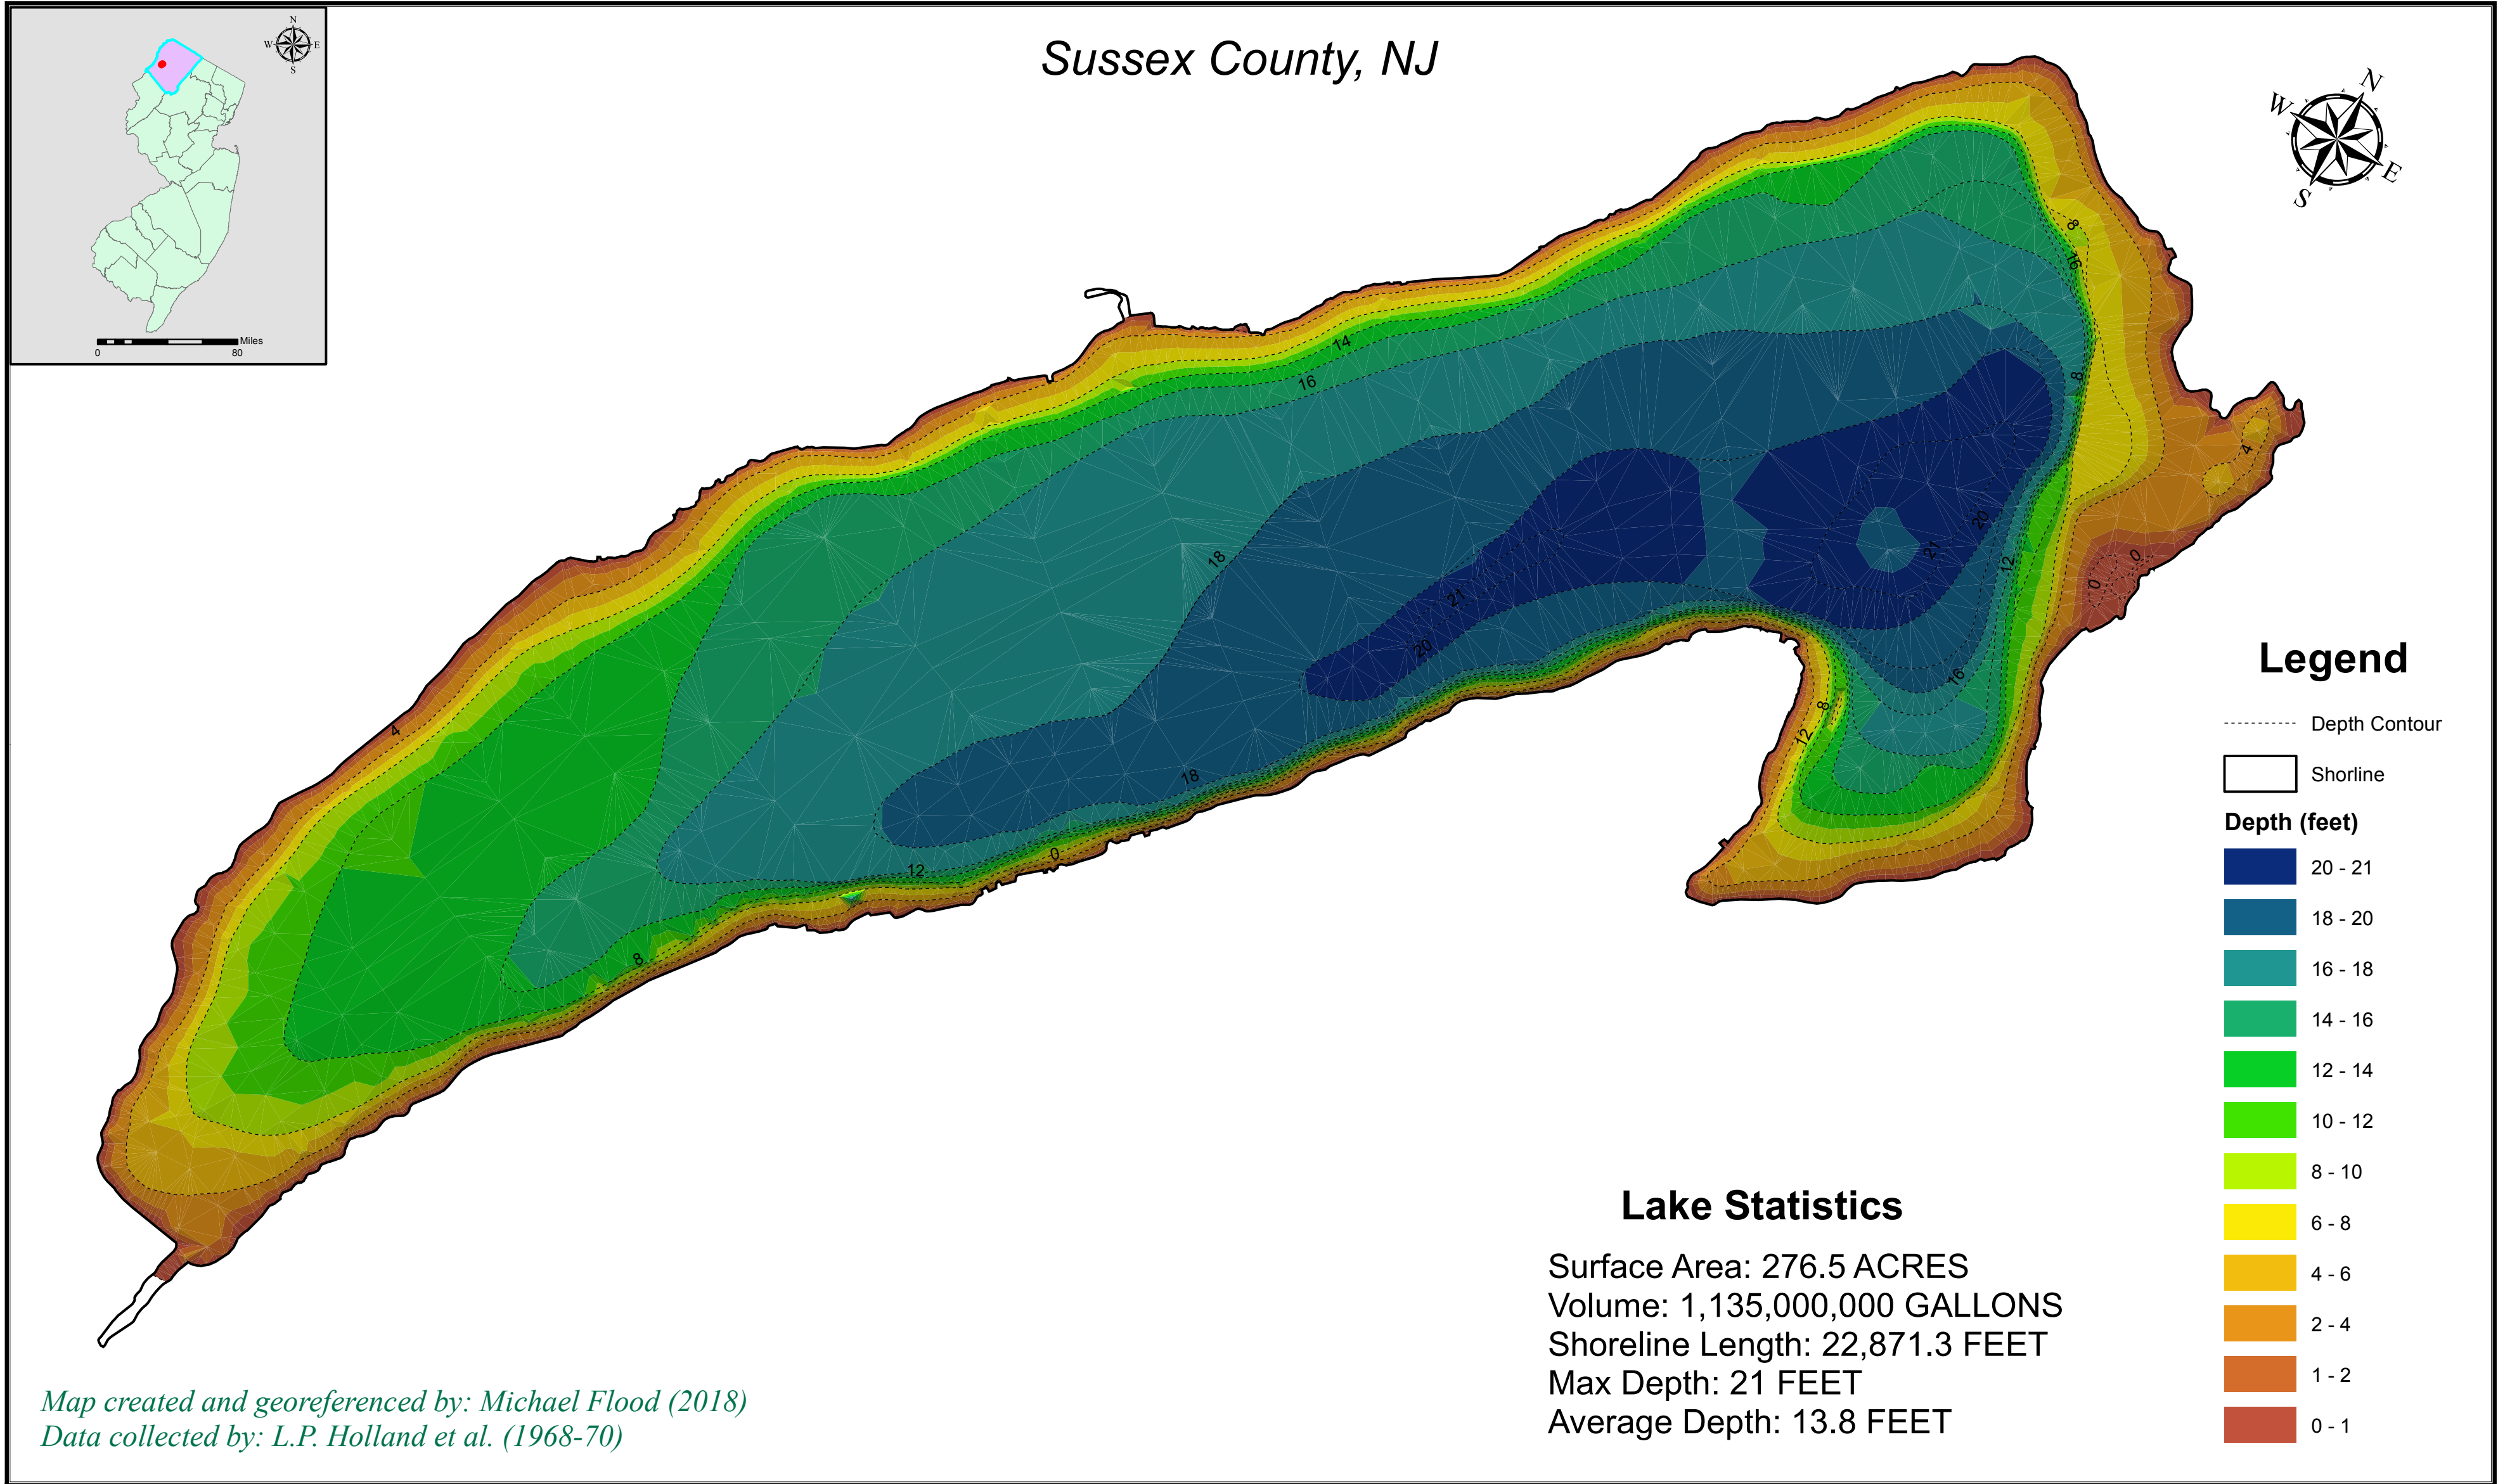 Sussex County, NJ
N
W
E
S
Miles
0
80
N
W
E
S
8
16
14
8
16
4
18
20
21
12
0
0
21
20
16
4
8
12
18
0
12
8
Legend
Depth Contour
Shorline
Depth (feet)
20 - 21
18 - 20
16 - 18
14 - 16
12 - 14
10 - 12
8 - 10
6 - 8
4 - 6
2 - 4
1 - 2
0 - 1
Lake Statistics
Surface Area: 276.5 ACRES
Volume: 1,135,000,000 GALLONS
Shoreline Length: 22,871.3 FEET
Max Depth: 21 FEET
Average Depth: 13.8 FEET
Map created and georeferenced by: Michael Flood (2018)
Data collected by: L.P. Holland et al. (1968-70)